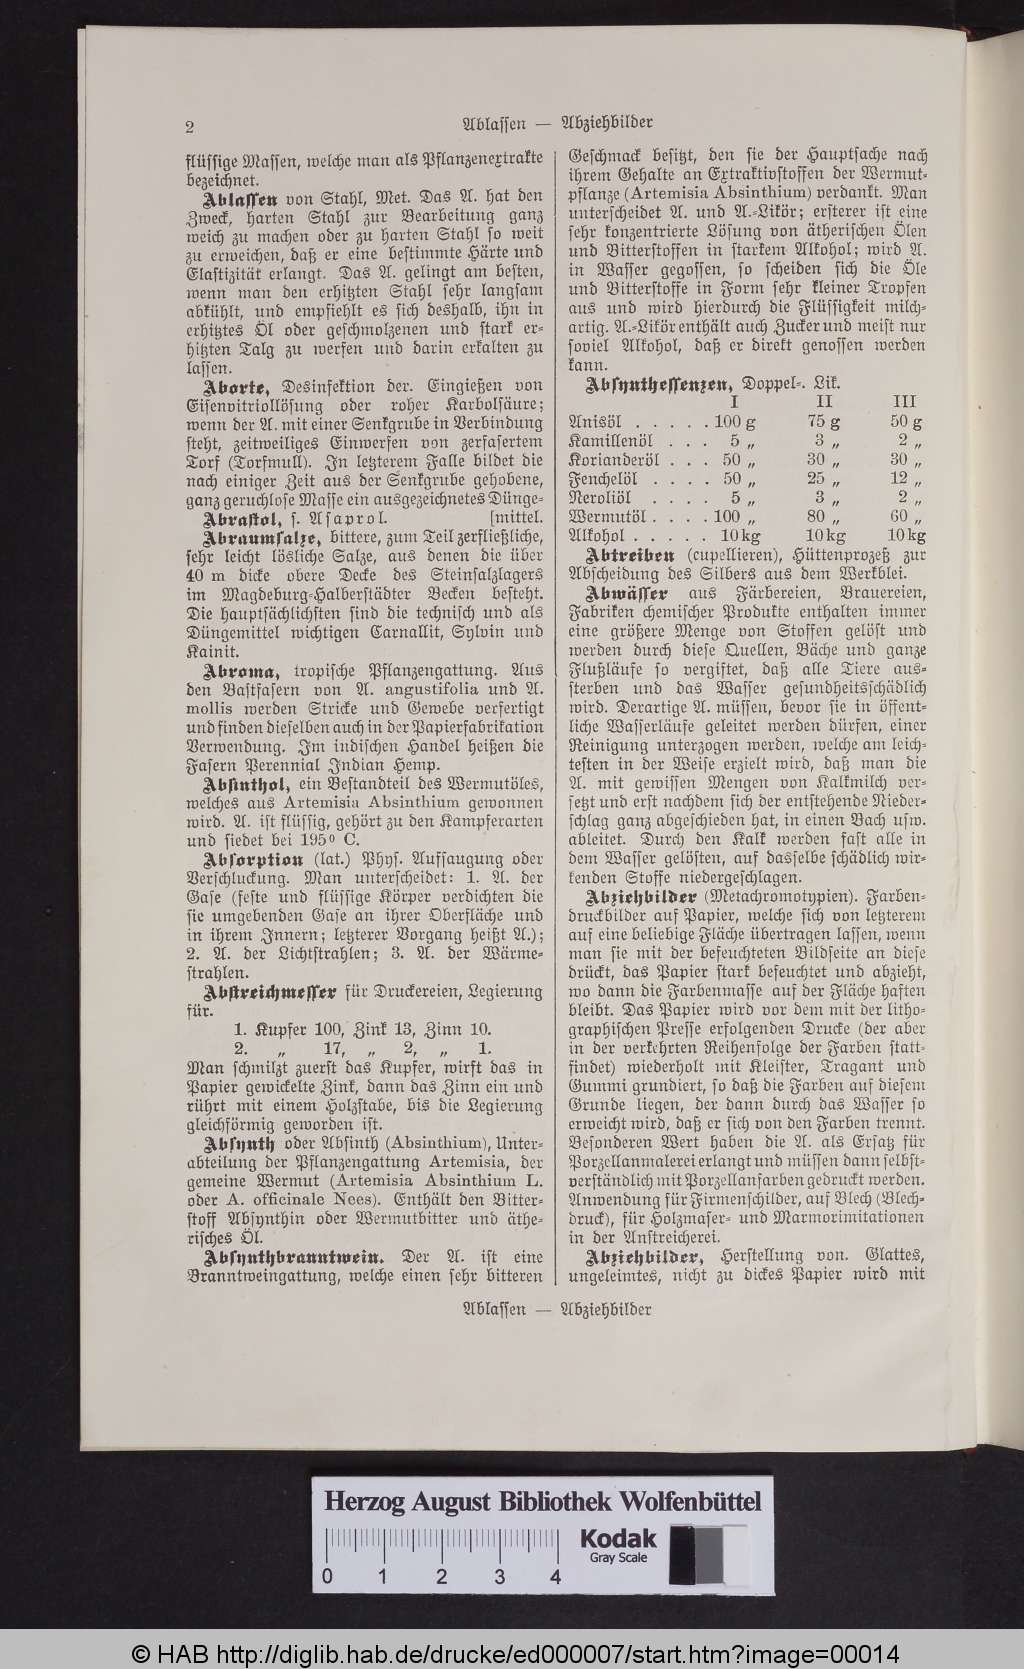 2
Ablassen — Abziehbilder
flüssige Massen, welche man als Pflanzenextrakte
bezeichnet.
Ablassen von Stahl, Met. Das A. hat den
Zweck, harten Stahl zur Bearbeitung ganz
weich zu machen oder zu harten Stahl so weit
zu erweichen, daß er eine bestimmte Härte und
Elastizität erlangt. Das A. gelingt am besten,
wenn man den erhitzten Stahl sehr langsam
abkühlt, und empfiehlt es sich deshalb, ihn in
erhitztes Öl oder geschmolzenen und stark er-
hitzten Talg zu werfen und darin erkalten zu
lassen.
Aborte, Desinfektion der. Eingießen von
Eisenvitriollösung oder roher Karbolsäure;
wenn der A. mit einer Senkgrube in Verbindung
steht, zeitweiliges Einwerfen von zerfasertem
Torf (Torfmull). In letzterem Falle bildet die
nach einiger Zeit aus der Senkgrube gehobene,
ganz geruchlose Masse ein ausgezeichnetes Dünge-
Abrastol, s. Asaprol. [mittel.
Abraumsalze, bittere, zum Teil zerfließliche,
sehr leicht lösliche Salze, aus denen die über
40 m dicke obere Decke des Steinsalzlagers
im Magdeburg-Halberstädter Becken besteht.
Die hauptsächlichsten sind die technisch und als
Düngemittel wichtigen Carnallit, Sylvin und
Kainit.
Abroma, tropische Pflanzengattung. Aus
den Bastfasern von A. angustifolia und A.
mollis werden Stricke und Gewebe verfertigt
und finden dieselben auch in der Papierfabrikation
Verwendung. Im indischen Handel heißen die
Fasern Perennial Indian Hemp.
Absinthol, ein Bestandteil des Wermutöles,
welches aus Artemisia Absinthium gewonnen
wird. A. ist flüssig, gehört zu den Kampferarten
und siedet bei 195° C.
Absorption (lat.) Phys. Aufsaugung oder
Verschluckung. Man unterscheidet: 1. A. der
Gase (feste und flüssige Körper verdichten die
sie umgebenden Gase an ihrer Oberfläche und
in ihrem Innern; letzterer Vorgang heißt A.);
2. A. der Lichtstrahlen; 3. A. der Wärme-
strahlen.
Abstreichmesser für Druckereien, Legierung
für.
1. Kupfer 100, Zink 13, Zinn 10.
2. „ 17, „ 2, „ 1.
Man schmilzt zuerst das Kupfer, wirft das in
Papier gewickelte Zink, dann das Zinn ein und
rührt mit einem Holzstabe, bis die Legierung
gleichförmig geworden ist.
Absynth oder Absinth (Absinthium), Unter-
abteilung der Pflanzengattung Artemisia, der
gemeine Wermut (Artemisia Absinthium L.
oder A. officinale Nees). Enthält den Bitter-
stoff Absynthin oder Wermutbitter und äthe-
risches Öl.
Absynthbranntwein. Der A. ist eine
Branntweingattung, welche einen sehr bitteren
Geschmack besitzt, den sie der Hauptsache nach
ihrem Gehalte an Extraktivstoffen der Wermut-
pflanze (Artemisia Absinthium) verdankt. Man
unterscheidet A. und A.-Likör; ersterer ist eine
sehr konzentrierte Lösung von ätherischen Ölen
und Bitterstoffen in starkem Alkohol; wird A.
in Wasser gegossen, so scheiden sich die Öle
und Bitterstoffe in Form sehr kleiner Tropfen
aus und wird hierdurch die Flüssigkeit milch-
artig. A.-Likör enthält auch Zucker und meist nur
soviel Alkohol, daß er direkt genossen werden
kann.
Absynthessenzen, Doppel-. Lik.
I II III
Anisöl . . . . . 100 g 75 g 50 g
Kamillenöl . . . 5 „ 3 „ 2 „
Korianderöl . . . 50 „ 30 „ 30 „
Fenchelöl . . . . 50 „ 25 „ 12 „
Neroliöl . . . . 5 „ 3 „ 2 „
Wermutöl . . . . 100 „ 80 „ 60 „
Alkohol . . . . . 10 kg 10 kg 10 kg
Abtreiben (cupellieren), Hüttenprozeß zur
Abscheidung des Silbers aus dem Werkblei.
Abwässer aus Färbereien, Brauereien,
Fabriken chemischer Produkte enthalten immer
eine größere Menge von Stoffen gelöst und
werden durch diese Quellen, Bäche und ganze
Flußläufe so vergiftet, daß alle Tiere aus-
sterben und das Wasser gesundheitsschädlich
wird. Derartige A. müssen, bevor sie in öffent-
liche Wasserläufe geleitet werden dürfen, einer
Reinigung unterzogen werden, welche am leich-
testen in der Weise erzielt wird, daß man die
A. mit gewissen Mengen von Kalkmilch ver-
setzt und erst nachdem sich der entstehende Nieder-
schlag ganz abgeschieden hat, in einen Bach usw.
ableitet. Durch den Kalk werden fast alle in
dem Wasser gelösten, auf dasselbe schädlich wir-
kenden Stoffe niedergeschlagen.
Abziehbilder (Metachromotypien). Farben-
druckbilder auf Papier, welche sich von letzterem
auf eine beliebige Fläche übertragen lassen, wenn
man sie mit der befeuchteten Bildseite an diese
drückt, das Papier stark befeuchtet und abzieht,
wo dann die Farbenmasse auf der Fläche haften
bleibt. Das Papier wird vor dem mit der litho-
graphischen Presse erfolgenden Drucke (der aber
in der verkehrten Reihenfolge der Farben statt-
findet) wiederholt mit Kleister, Tragant und
Gummi grundiert, so daß die Farben auf diesem
Grunde liegen, der dann durch das Wasser so
erweicht wird, daß er sich von den Farben trennt.
Besonderen Wert haben die A. als Ersatz für
Porzellanmalerei erlangt und müssen dann selbst-
verständlich mit Porzellanfarben gedruckt werden.
Anwendung für Firmenschilder, auf Blech (Blech-
druck), für Holzmaser- und Marmorimitationen
in der Anstreicherei.
Abziehbilder, Herstellung von. Glattes,
ungeleimtes, nicht zu dickes Papier wird mit
Ablassen — Abziehbilder
Herzog August Bibliothek Wolfenbüttel
Kodak
Gray Scale
0 1 2 3 4
© HAB http://diglib.hab.de/drucke/ed000007/start.htm?image=00014